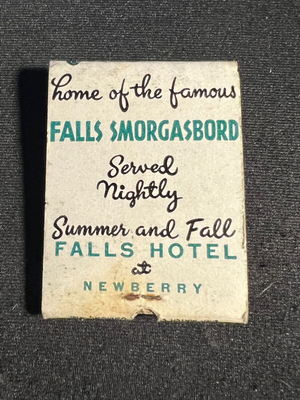 home of the famous
FALLS SMORGASBORD
Served
Nightly
Summer and Fall
FALLS HOTEL
at
NEWBERRY